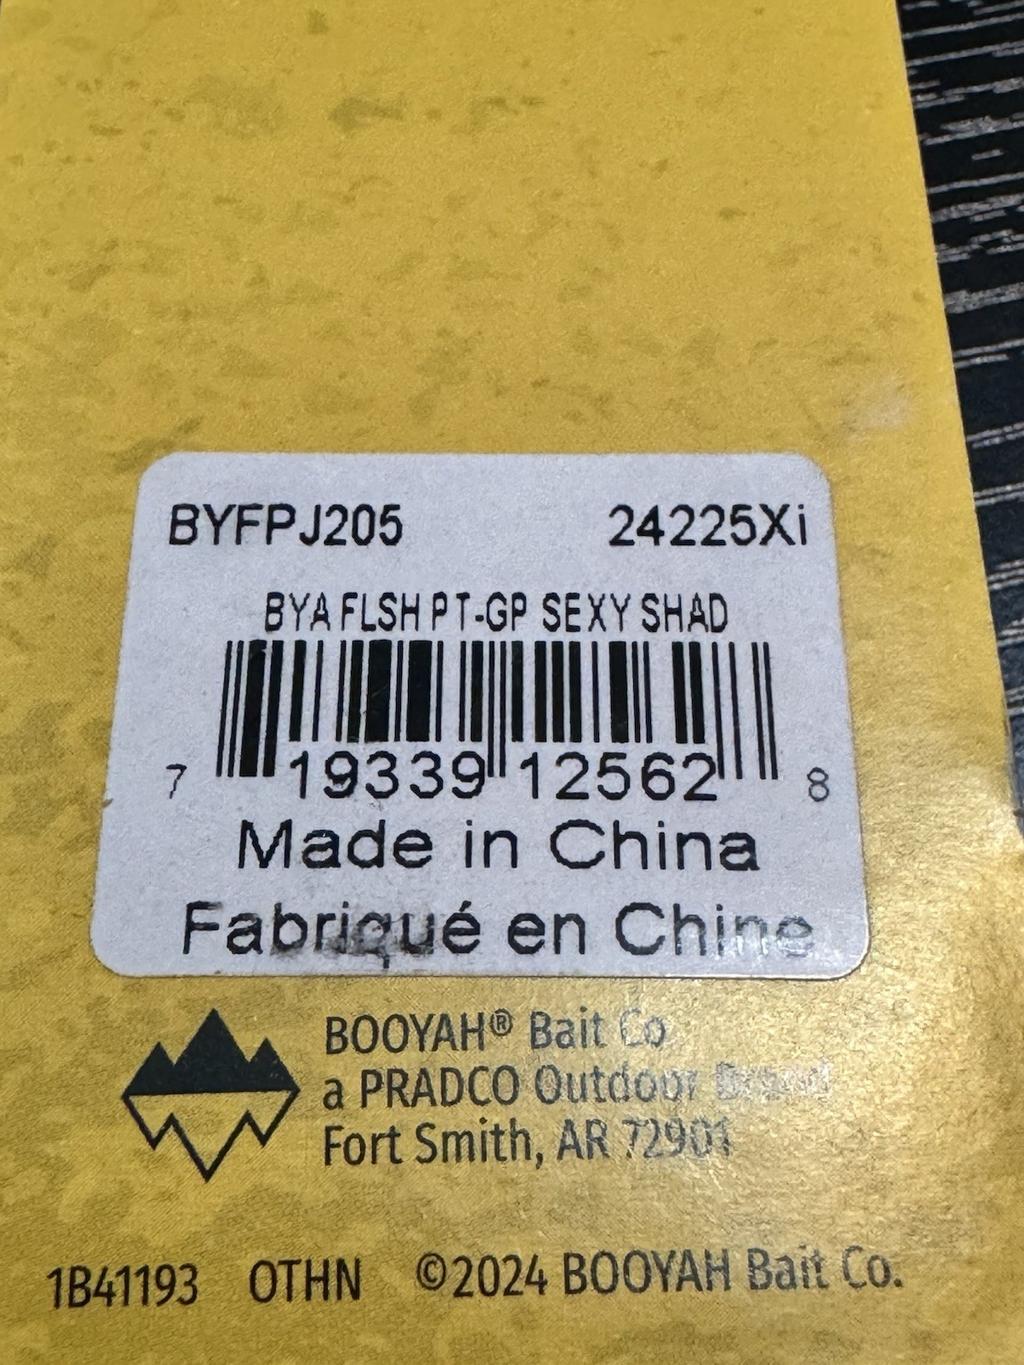 BYFPJ205 24225Xi
BYA FLSH PT-GP SEXY SHAD
7 19339 12562 8
Made in China
Fabriqué en Chine
BOOYAH® Bait Co
a PRADCO Outdoor Brand
Fort Smith, AR 72901
1B41193 OTHN ©2024 BOOYAH Bait Co.